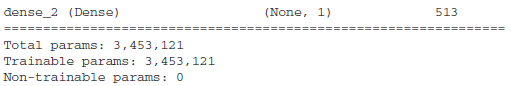 dense_2 (Dense) (None, 1) 513
=================================================================
Total params: 3,453,121
Trainable params: 3,453,121
Non-trainable params: 0